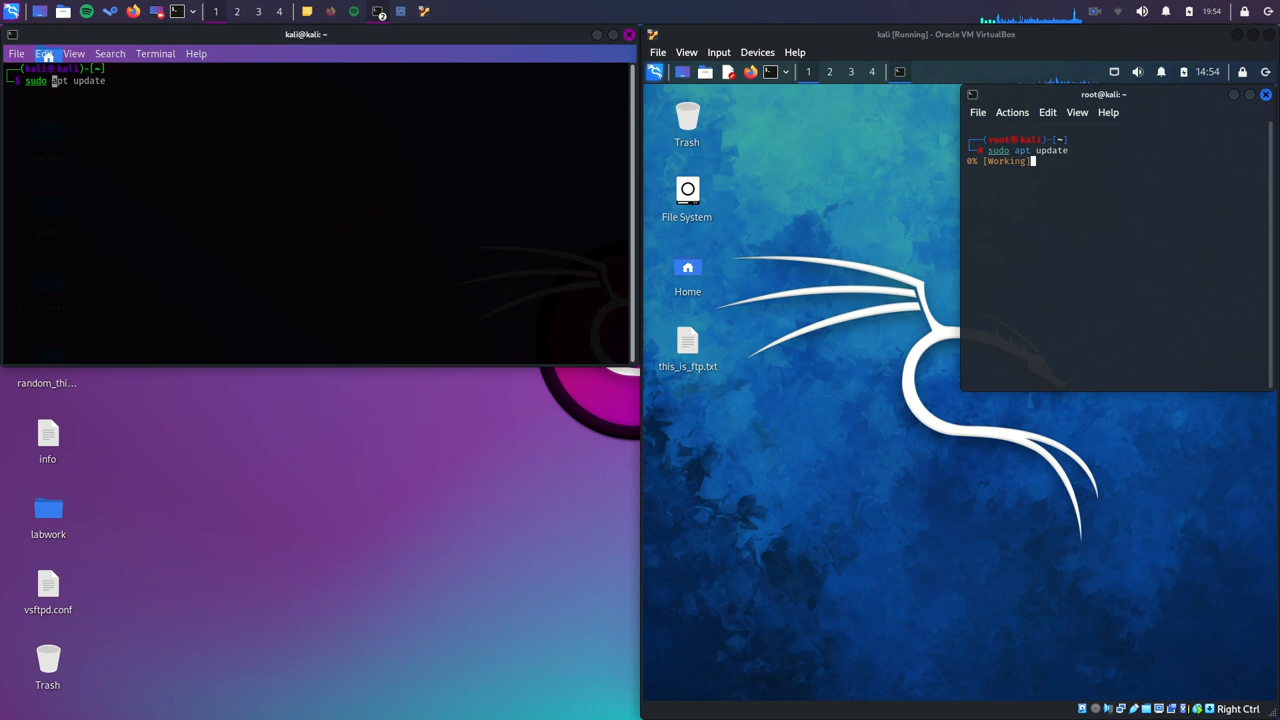 1 2 3 4
2
19:54
kali@kali: ~
File Edit View Search Terminal Help
(kali㉿kali)-[~]
$ sudo apt update
random_thi...
info
labwork
vsftpd.conf
Trash
kali [Running] - Oracle VM VirtualBox
File View Input Devices Help
1 2 3 4
14:54
Trash
File System
Home
this_is_ftp.txt
root@kali: ~
File Actions Edit View Help
(root㉿kali)-[~]
# sudo apt update
0% [Working]
Right Ctrl